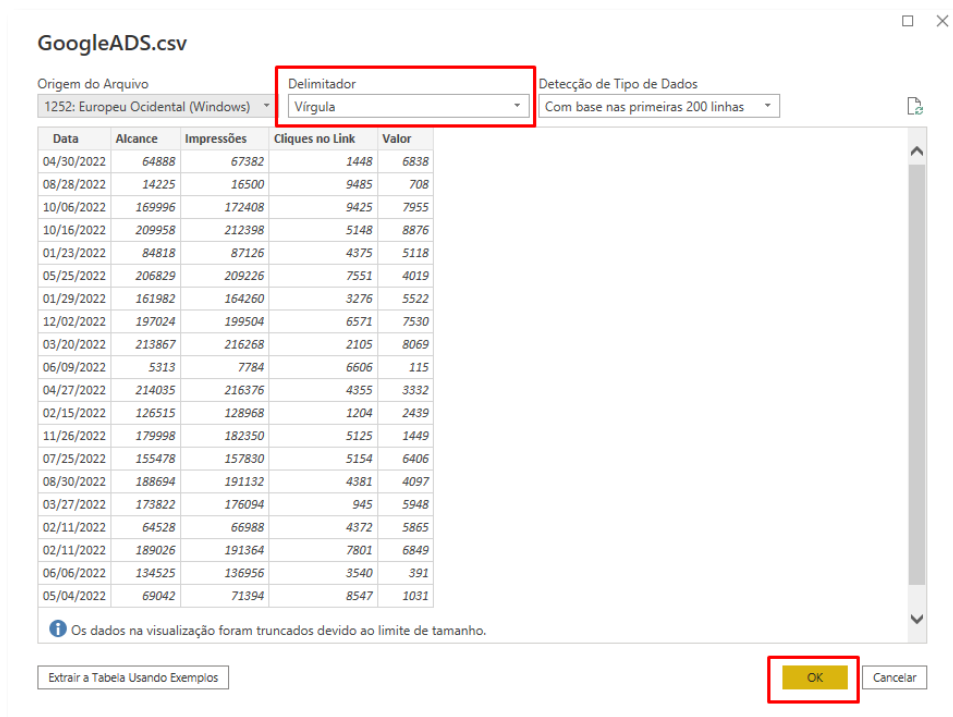 GoogleADS.csv
Origem do Arquivo Delimitador Detecção de Tipo de Dados
1252: Europeu Ocidental (Windows) Vírgula Com base nas primeiras 200 linhas
Data Alcance Impressões Cliques no Link Valor
04/30/2022 64888 67382 1448 6838
08/28/2022 14225 16500 9485 708
10/06/2022 169996 172408 9425 7955
10/16/2022 209958 212398 5148 8876
01/23/2022 84818 87126 4375 5118
05/25/2022 206829 209226 7551 4019
01/29/2022 161982 164260 3276 5522
12/02/2022 197024 199504 6571 7530
03/20/2022 213867 216268 2105 8069
06/09/2022 5313 7784 6606 115
04/27/2022 214035 216376 4355 3332
02/15/2022 126515 128968 1204 2439
11/26/2022 179998 182350 5125 1449
07/25/2022 155478 157830 5154 6406
08/30/2022 188694 191132 4381 4097
03/27/2022 173822 176094 945 5948
02/11/2022 64528 66988 4372 5865
02/11/2022 189026 191364 7801 6849
06/06/2022 134525 136956 3540 391
05/04/2022 69042 71394 8547 1031
Os dados na visualização foram truncados devido ao limite de tamanho.
Extrair a Tabela Usando Exemplos OK Cancelar